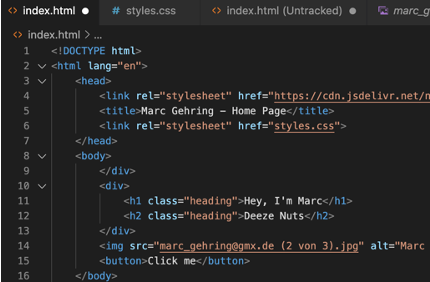 index.html
# styles.css
index.html (Untracked)
marc_g
index.html > ...
1 <!DOCTYPE html>
2 <html lang="en">
3 <head>
4 <link rel="stylesheet" href="https://cdn.jsdelivr.net/n
5 <title>Marc Gehring - Home Page</title>
6 <link rel="stylesheet" href="styles.css">
7 </head>
8 <body>
9 </div>
10 <div>
11 <h1 class="heading">Hey, I'm Marc</h1>
12 <h2 class="heading">Deeze Nuts</h2>
13 </div>
14 <img src="marc_gehring@gmx.de (2 von 3).jpg" alt="Marc
15 <button>Click me</button>
16 </body>